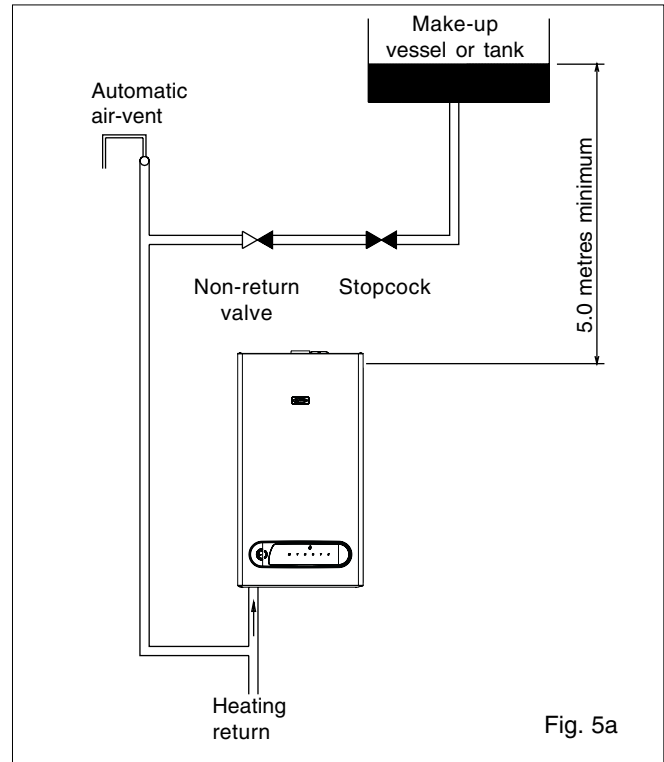 Make-up
vessel or tank
Automatic
air-vent
5.0 metres minimum
Non-return
valve
Stopcock
Heating
return
Fig. 5a